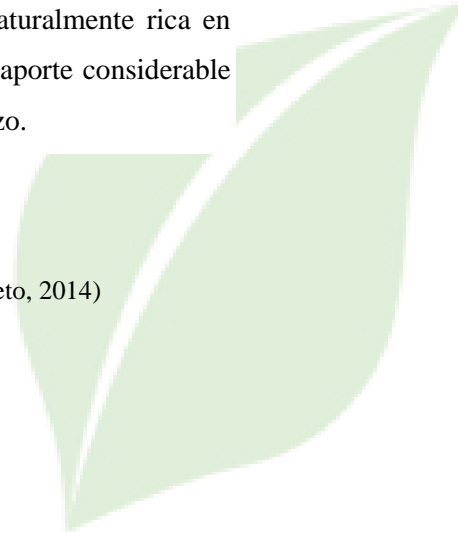 aturalmente rica en
aporte considerable
zo.
eto, 2014)